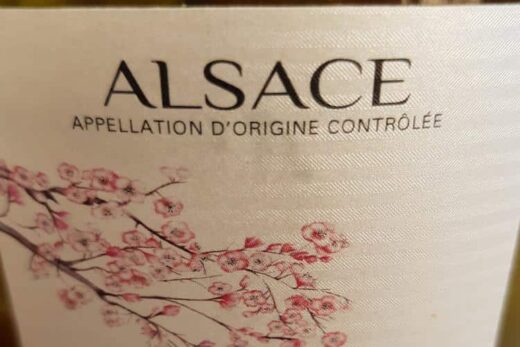 ALSACE
APPELLATION D'ORIGINE CONTRÔLÉE